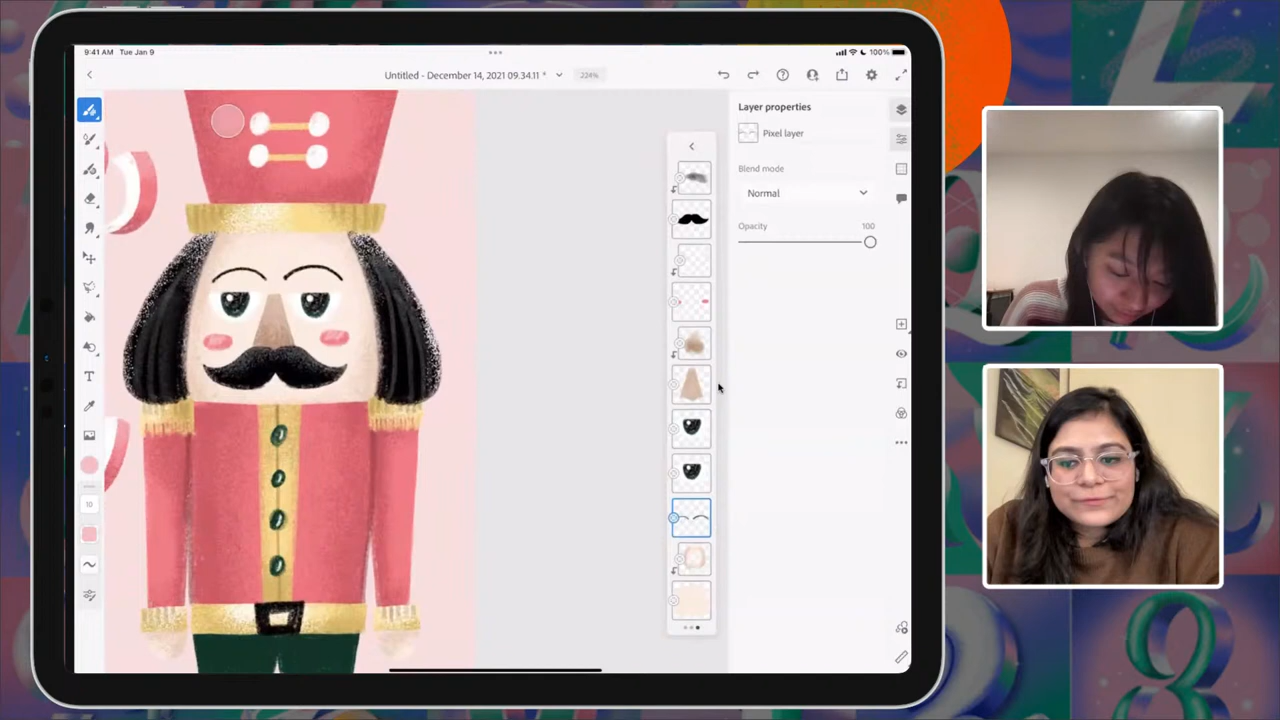 9:41 AM Tue Jan 9
100%
Untitled - December 14, 2021 09.34.11 *
224%
Layer properties
Pixel layer
Blend mode
Normal
Opacity 100
T
10
8